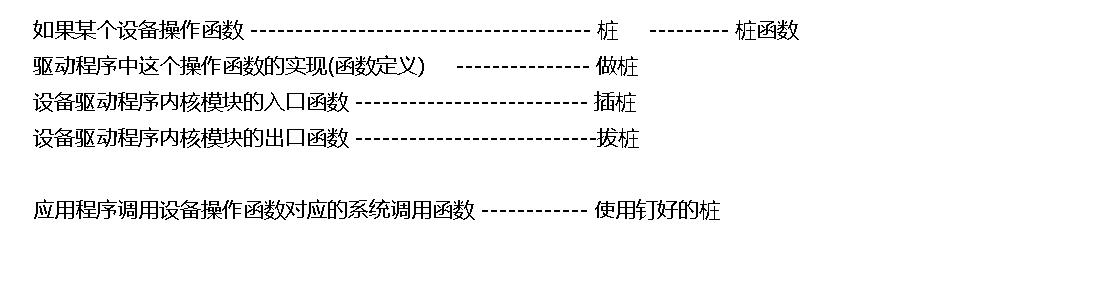 如果某个设备操作函数 -------------------------------------- 桩 --------- 桩函数
驱动程序中这个操作函数的实现(函数定义) --------------- 做桩
设备驱动程序内核模块的入口函数 -------------------------- 插桩
设备驱动程序内核模块的出口函数 ---------------------------拔桩
应用程序调用设备操作函数对应的系统调用函数 ------------ 使用钉好的桩